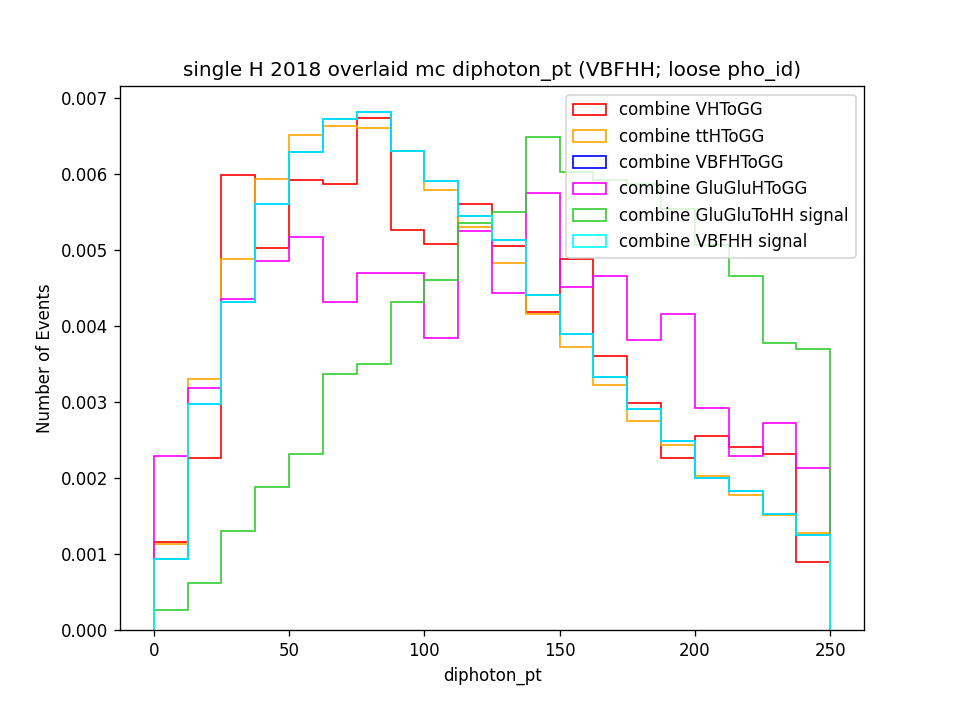 single H 2018 overlaid mc diphoton_pt (VBFHH; loose pho_id)
combine VHToGG
combine ttHToGG
combine VBFHToGG
combine GluGluHToGG
combine GluGluToHH signal
combine VBFHH signal
Number of Events
0.007
0.006
0.005
0.004
0.003
0.002
0.001
0.000
0 50 100 150 200 250
diphoton_pt